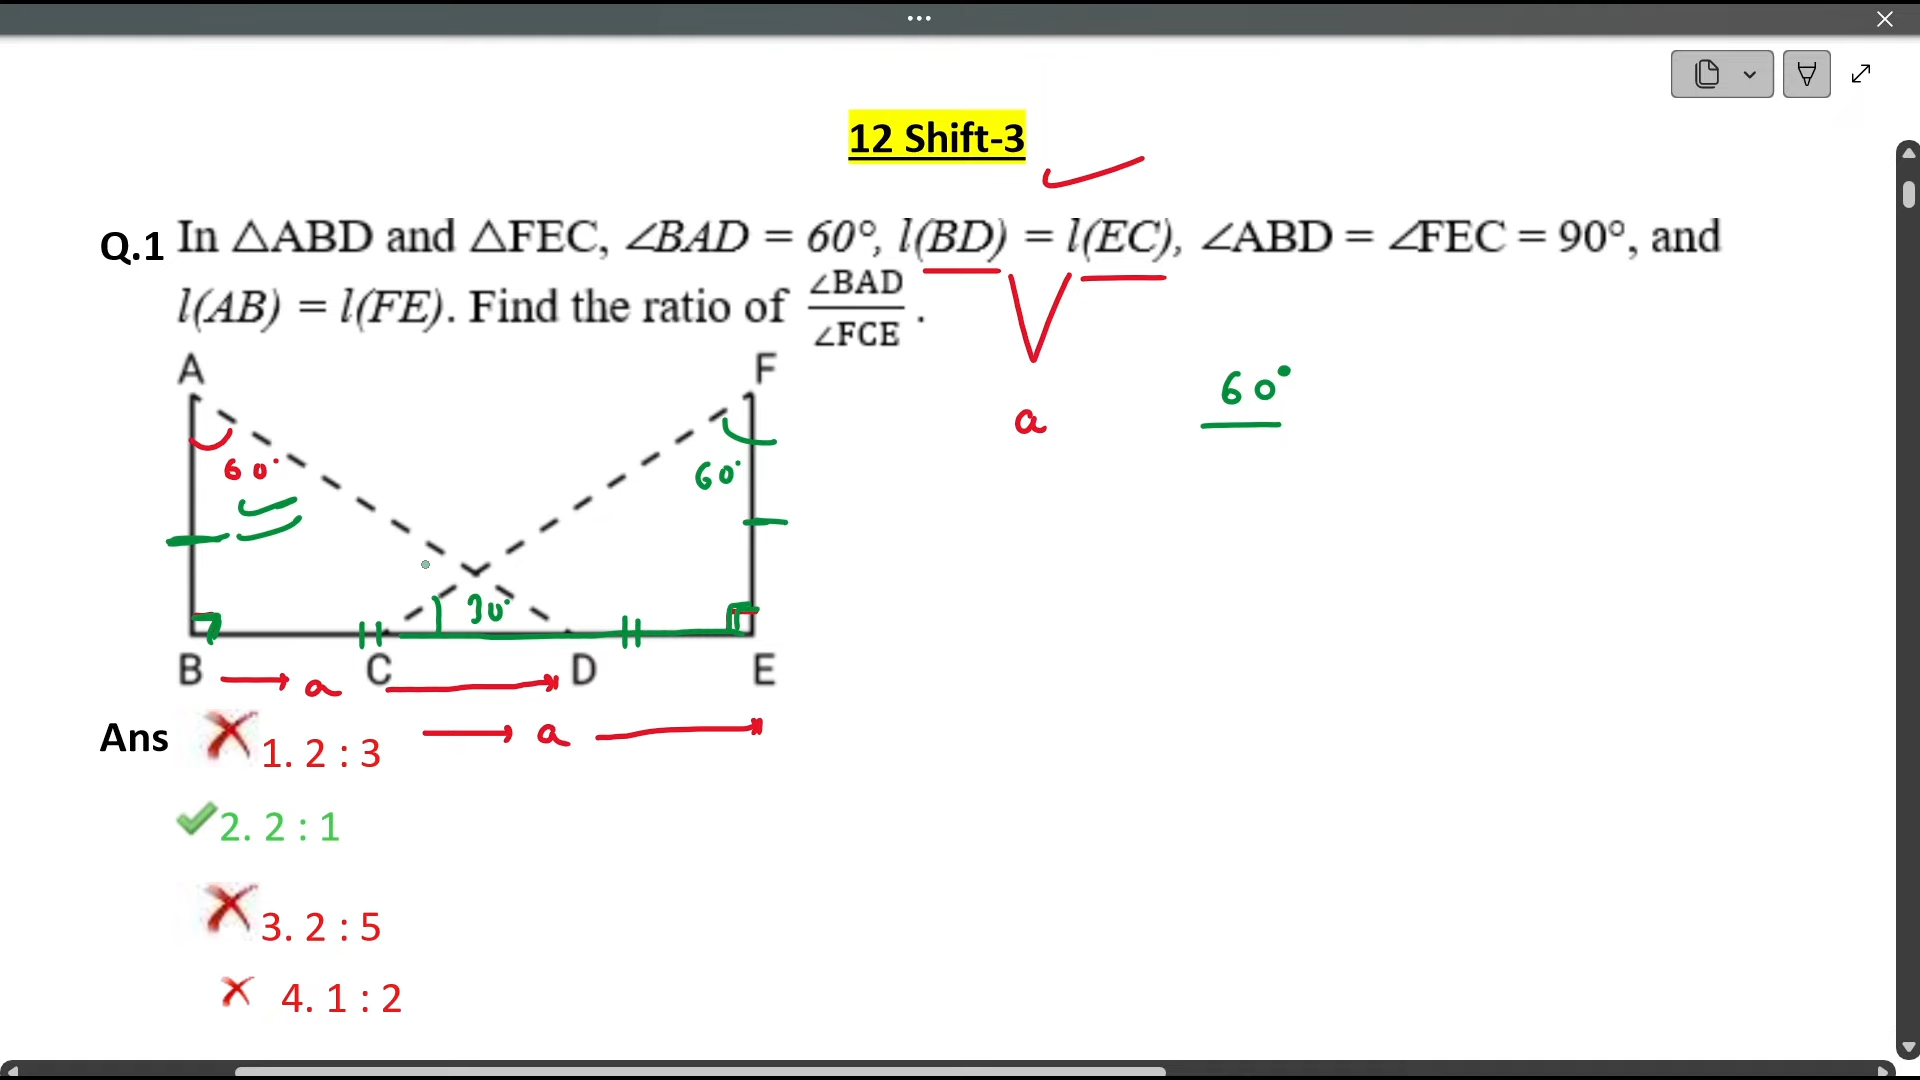 12 Shift-3
Q.1 In △ABD and △FEC, ∠BAD = 60°, l(BD) = l(EC), ∠ABD = ∠FEC = 90°, and
l(AB) = l(FE). Find the ratio of ∠BAD/∠FCE.
A F
60°
a
60° 60°
30°
B a C D E
a
Ans 1. 2 : 3
2. 2 : 1
3. 2 : 5
4. 1 : 2